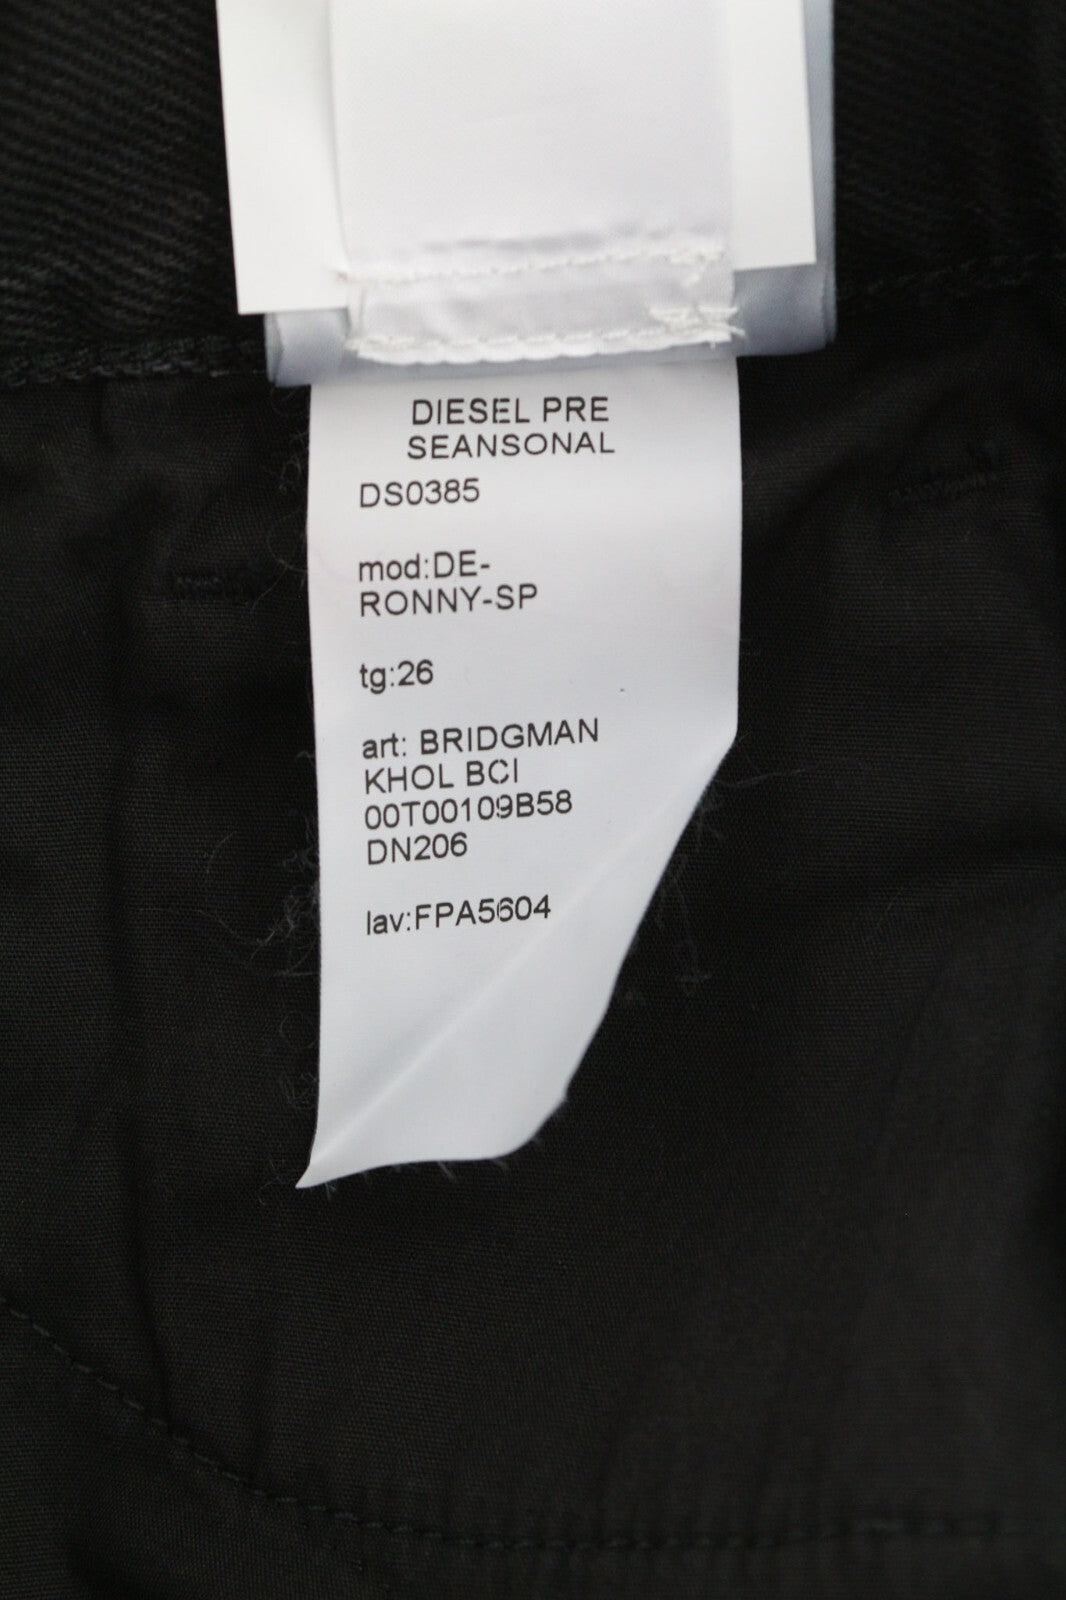 DIESEL PRE
SEANSONAL
DS0385
mod:DE-
RONNY-SP
tg:26
art: BRIDGMAN
KHOL BCI
00T00109B58
DN206
lav:FPA5604